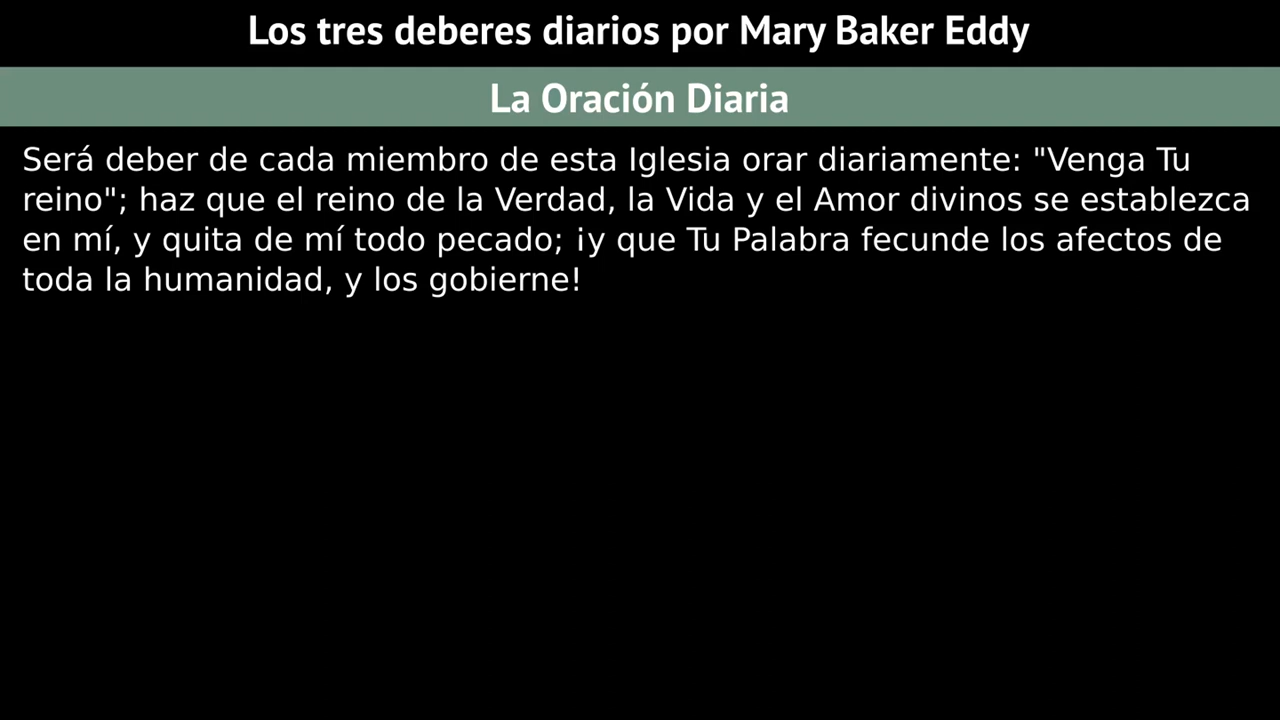 Los tres deberes diarios por Mary Baker Eddy
La Oración Diaria
Será deber de cada miembro de esta Iglesia orar diariamente: "Venga Tu
reino"; haz que el reino de la Verdad, la Vida y el Amor divinos se establezca
en mí, y quita de mí todo pecado; ¡y que Tu Palabra fecunde los afectos de
toda la humanidad, y los gobierne!